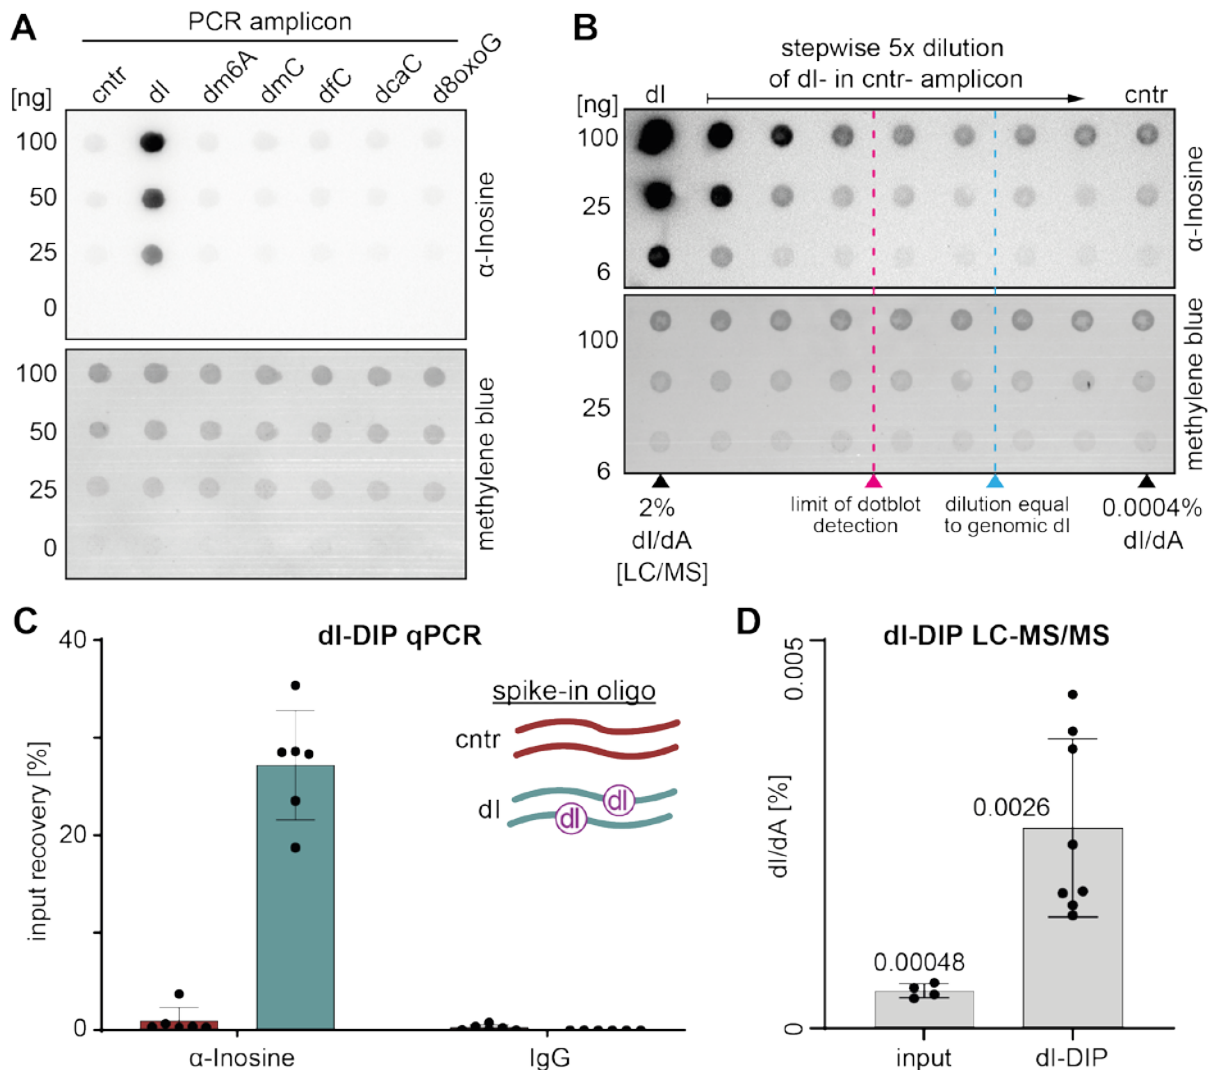 A
PCR amplicon
cntr
dI
dm6A
dmC
dfC
dcaC
d8oxoG
[ng]
100
50
25
0
α-Inosine
100
50
25
0
methylene blue
B
stepwise 5x dilution
of dI- in cntr- amplicon
[ng]
dI
cntr
100
25
6
α-Inosine
100
25
6
methylene blue
2%
dI/dA
[LC/MS]
limit of dotblot
detection
dilution equal
to genomic dI
0.0004%
dI/dA
C
dI-DIP qPCR
40
20
0
input recovery [%]
spike-in oligo
cntr
dI
dI
dI
α-Inosine
IgG
D
dI-DIP LC-MS/MS
0.005
0
dI/dA [%]
0.00048
0.0026
input
dI-DIP